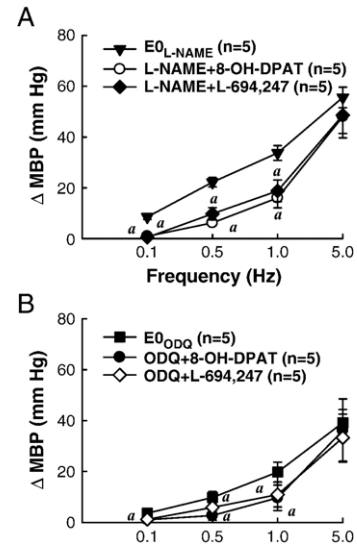 A
E0L-NAME (n=5)
L-NAME+8-OH-DPAT (n=5)
L-NAME+L-694,247 (n=5)
Δ MBP (mm Hg)
80
60
40
20
0
a
a
a
a
a
a
0.1
0.5
1.0
5.0
Frequency (Hz)
B
E0ODQ (n=5)
ODQ+8-OH-DPAT (n=5)
ODQ+L-694,247 (n=5)
Δ MBP (mm Hg)
80
60
40
20
0
a
a
a
a
a
0.1
0.5
1.0
5.0